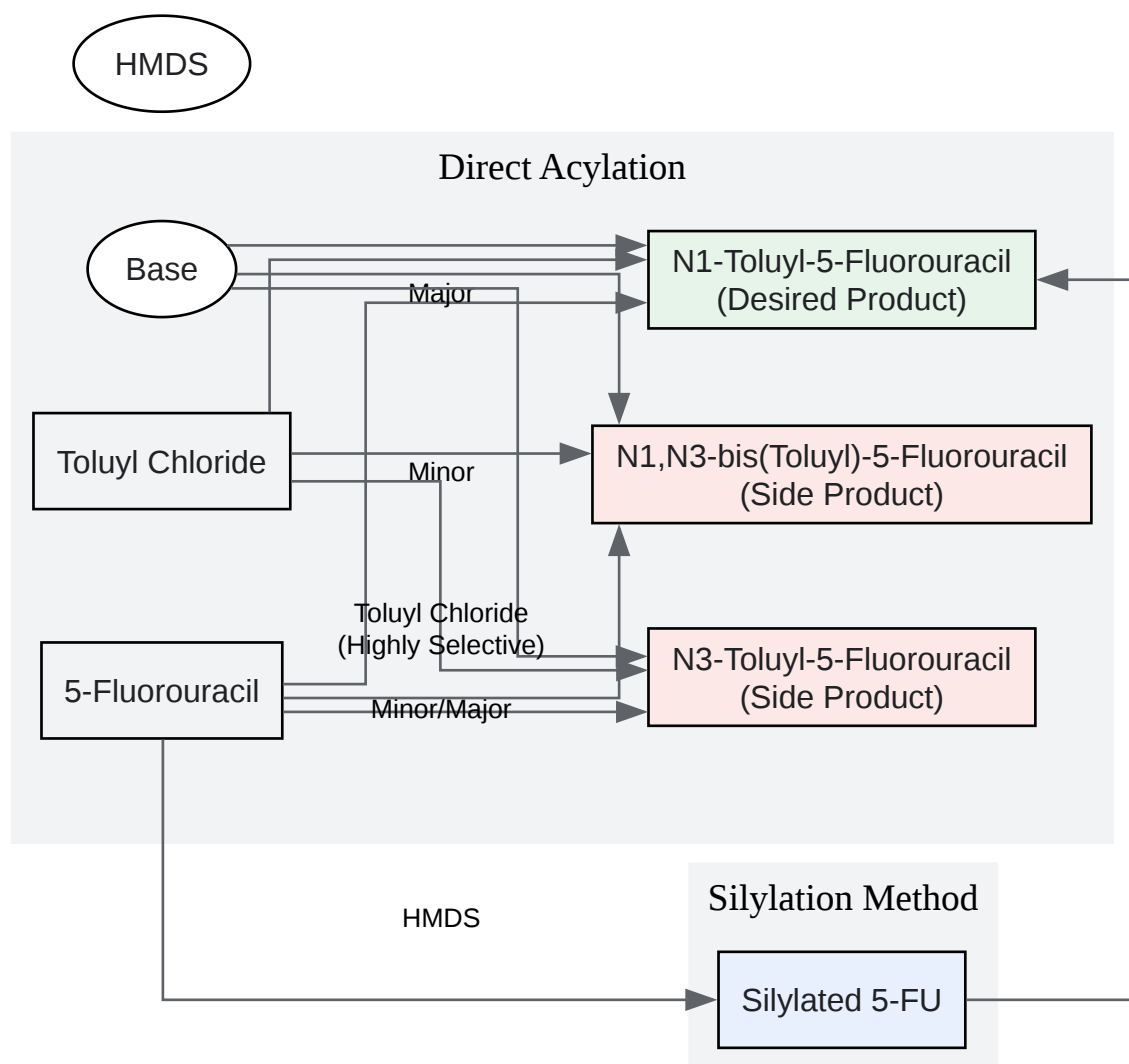 HMDS
Direct Acylation
Base
N1-Toluyl-5-Fluorouracil
(Desired Product)
Major
Toluyl Chloride
N1,N3-bis(Toluyl)-5-Fluorouracil
(Side Product)
Minor
Toluyl Chloride
(Highly Selective)
5-Fluorouracil
N3-Toluyl-5-Fluorouracil
(Side Product)
Minor/Major
Silylation Method
HMDS
Silylated 5-FU